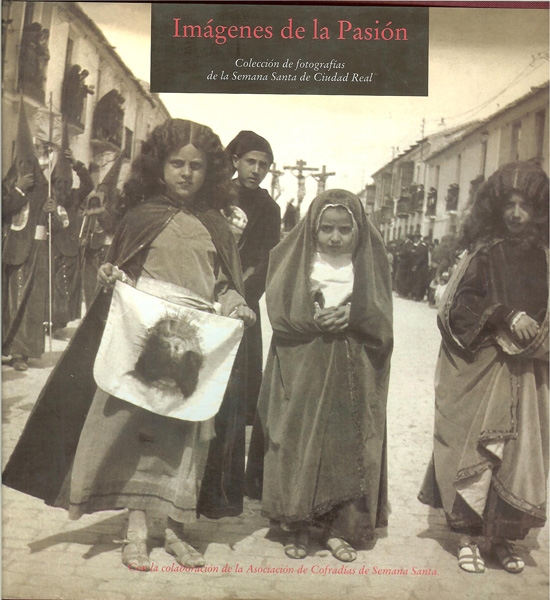 Imágenes de la Pasión
Colección de fotografías
de la Semana Santa de Ciudad Real
Con la colaboración de la Asociación de Cofradías de Semana Santa.